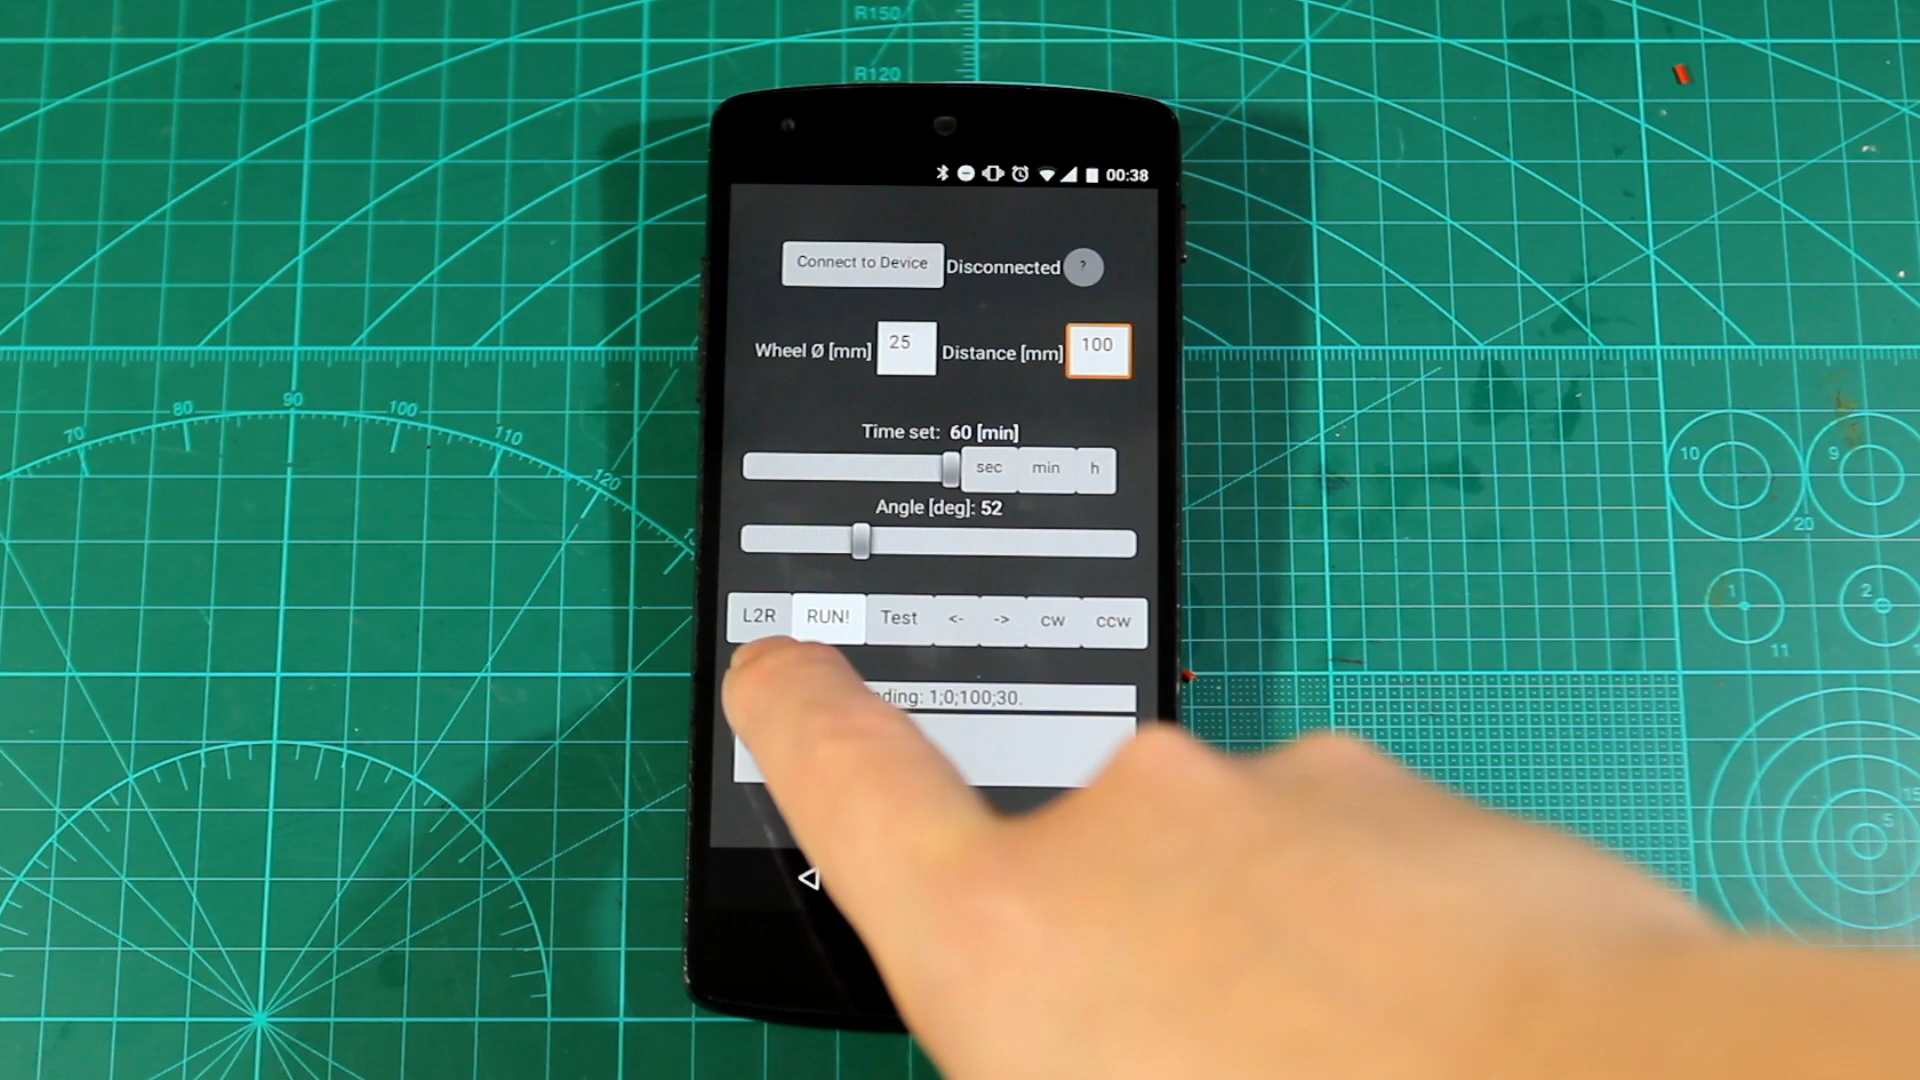 R150
R120
00:38
Connect to Device Disconnected ?
Wheel Ø [mm] 25 Distance [mm] 100
Time set: 60 [min]
sec min h
Angle [deg]: 52
L2R RUN! Test <- -> cw ccw
1;0;100;30.
70 80 90 100 110 120
10 9
20
1 2
11
5